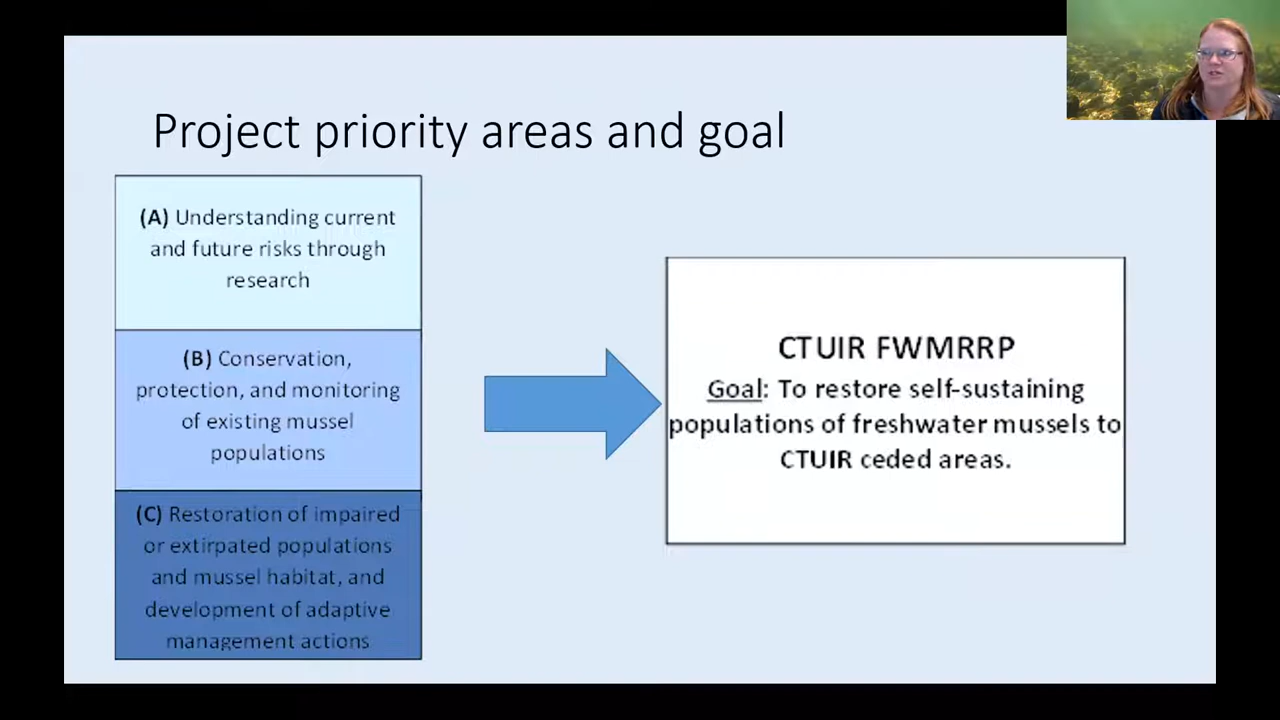 Project priority areas and goal
(A) Understanding current
and future risks through
research
(B) Conservation,
protection, and monitoring
of existing mussel
populations
(C) Restoration of impaired
or extirpated populations
and mussel habitat, and
development of adaptive
management actions
CTUIR FWMRRP
Goal: To restore self-sustaining
populations of freshwater mussels to
CTUIR ceded areas.